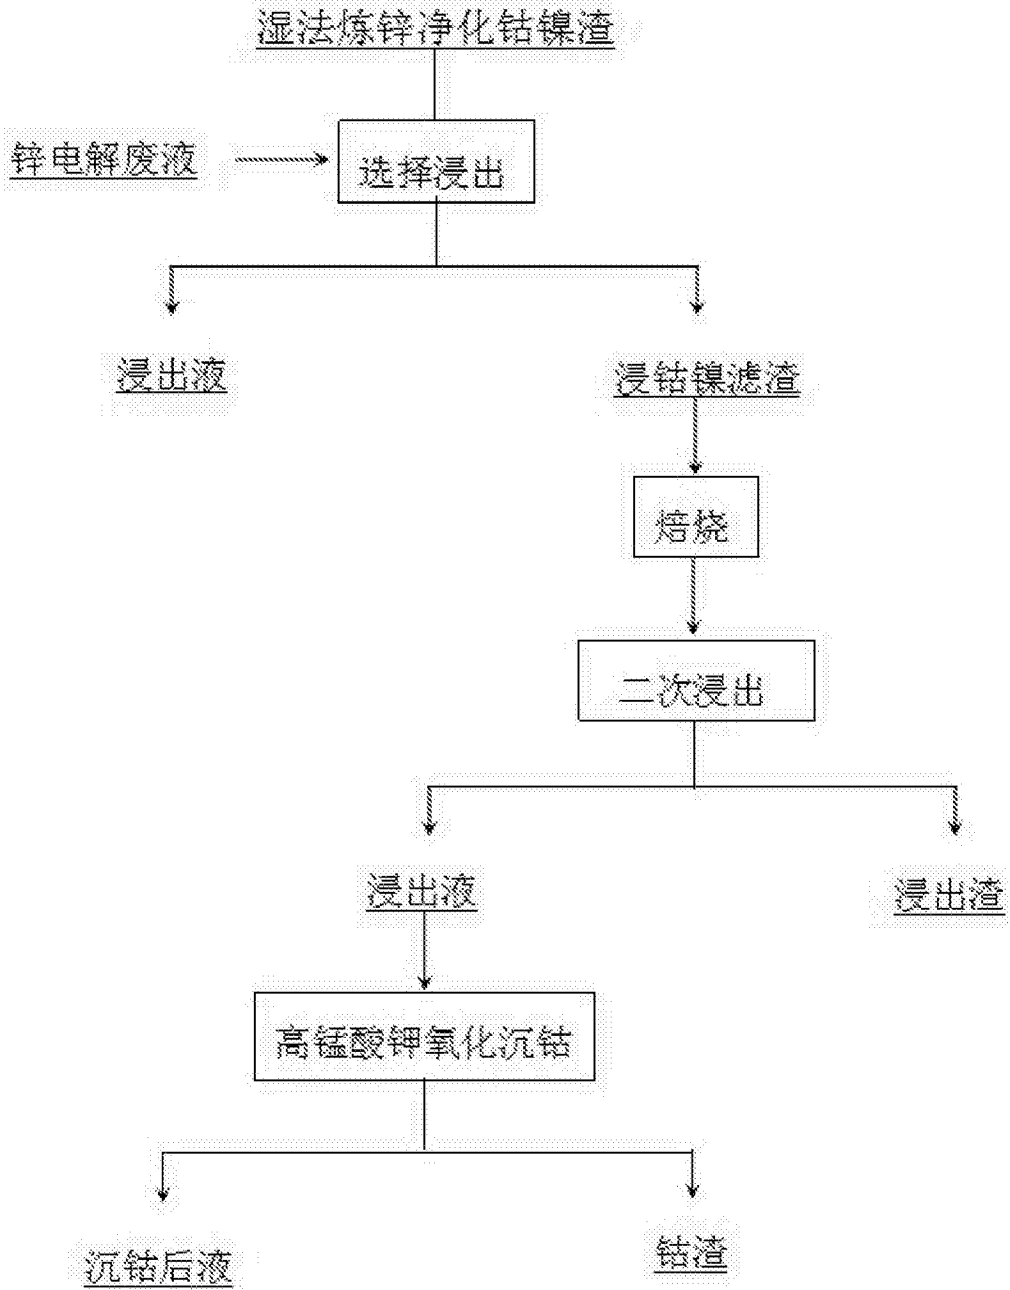 湿法炼锌净化钴镍渣
锌电解废液
选择浸出
浸出液
浸钴镍滤渣
焙烧
二次浸出
浸出液
浸出渣
高锰酸钾氧化沉钴
沉钴后液
钴渣